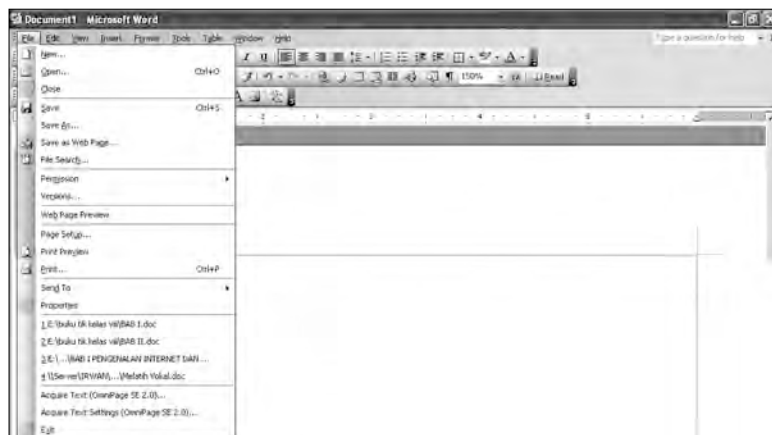 Document1 - Microsoft Word
File Edit View Insert Format Tools Table Window Help
Type a question for help
150%
Read
New...
Open... Ctrl+O
Close
Save Ctrl+S
Save As...
Save as Web Page...
File Search...
Permission
Versions...
Web Page Preview
Page Setup...
Print Preview
Print... Ctrl+P
Send To
Properties
1 E:\buku tik kelas viii\BAB I.doc
2 E:\buku tik kelas viii\BAB II.doc
3 E:\...\BAB I PENGENALAN INTERNET DAN ...
4 \\Server\IRWAN\...\Melatih Vokal.doc
Acquire Text (OmniPage SE 2.0)...
Acquire Text Settings (OmniPage SE 2.0)...
Exit